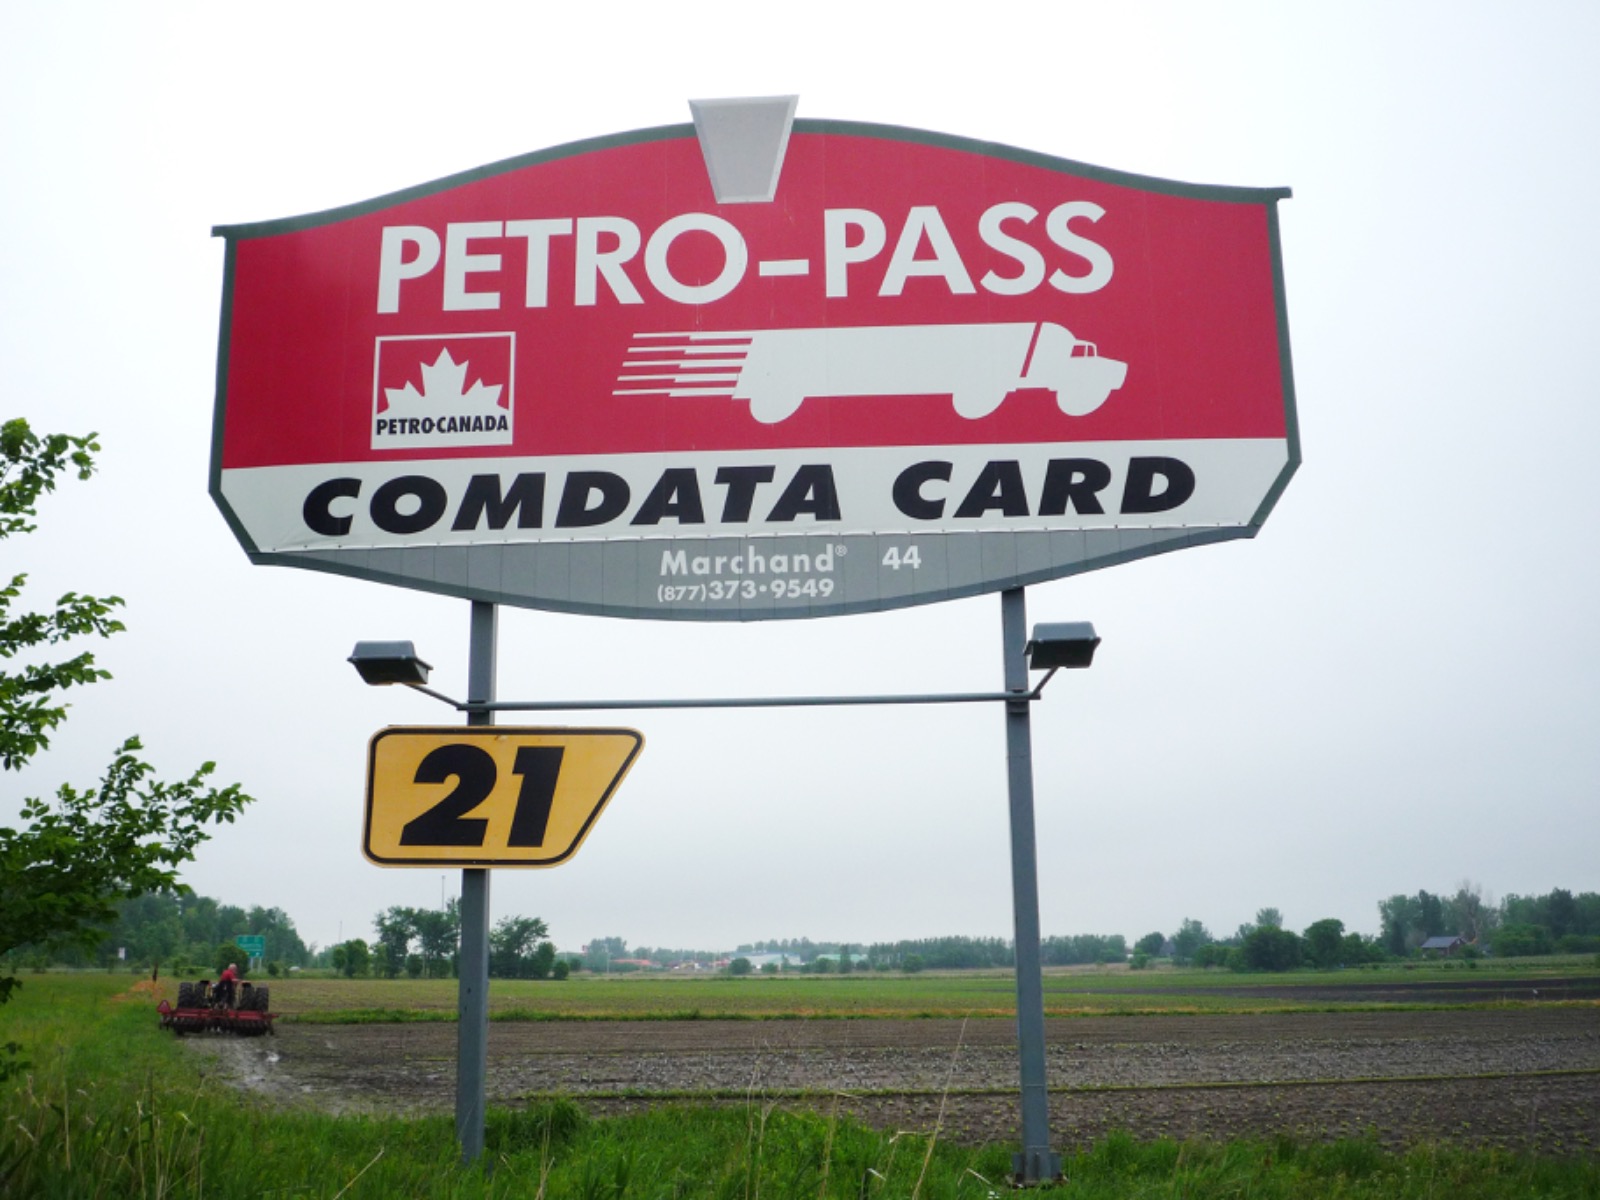 PETRO-PASS
PETRO-CANADA
COMDATA CARD
Marchand® 44
(877)373•9549
21